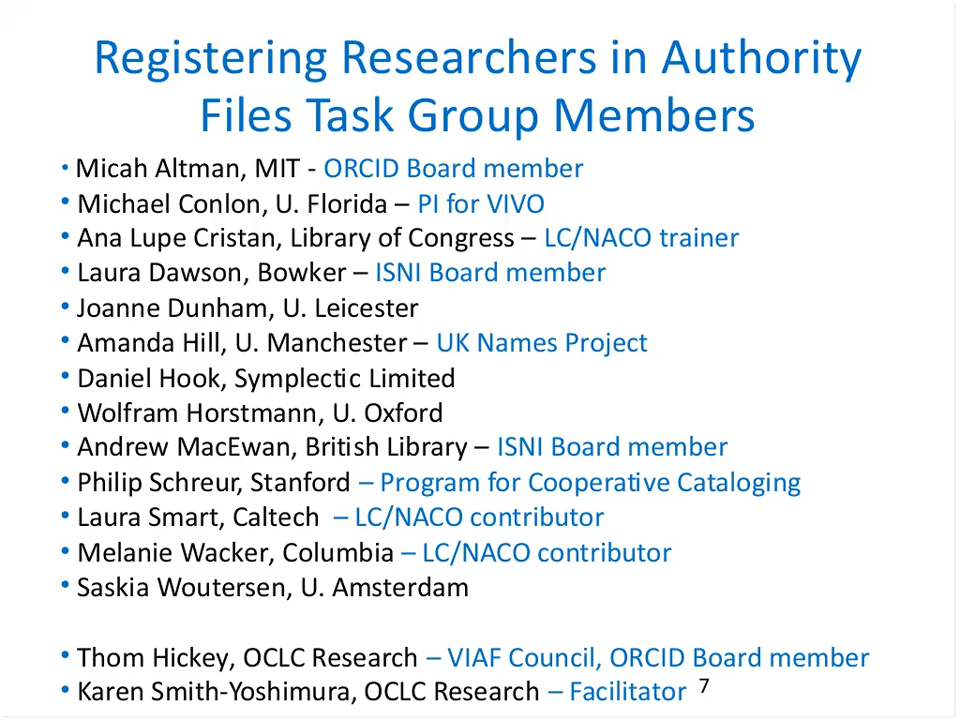 Registering Researchers in Authority
Files Task Group Members
• Micah Altman, MIT - ORCID Board member
• Michael Conlon, U. Florida – PI for VIVO
• Ana Lupe Cristan, Library of Congress – LC/NACO trainer
• Laura Dawson, Bowker – ISNI Board member
• Joanne Dunham, U. Leicester
• Amanda Hill, U. Manchester – UK Names Project
• Daniel Hook, Symplectic Limited
• Wolfram Horstmann, U. Oxford
• Andrew MacEwan, British Library – ISNI Board member
• Philip Schreur, Stanford – Program for Cooperative Cataloging
• Laura Smart, Caltech – LC/NACO contributor
• Melanie Wacker, Columbia – LC/NACO contributor
• Saskia Woutersen, U. Amsterdam
• Thom Hickey, OCLC Research – VIAF Council, ORCID Board member
• Karen Smith-Yoshimura, OCLC Research – Facilitator 7